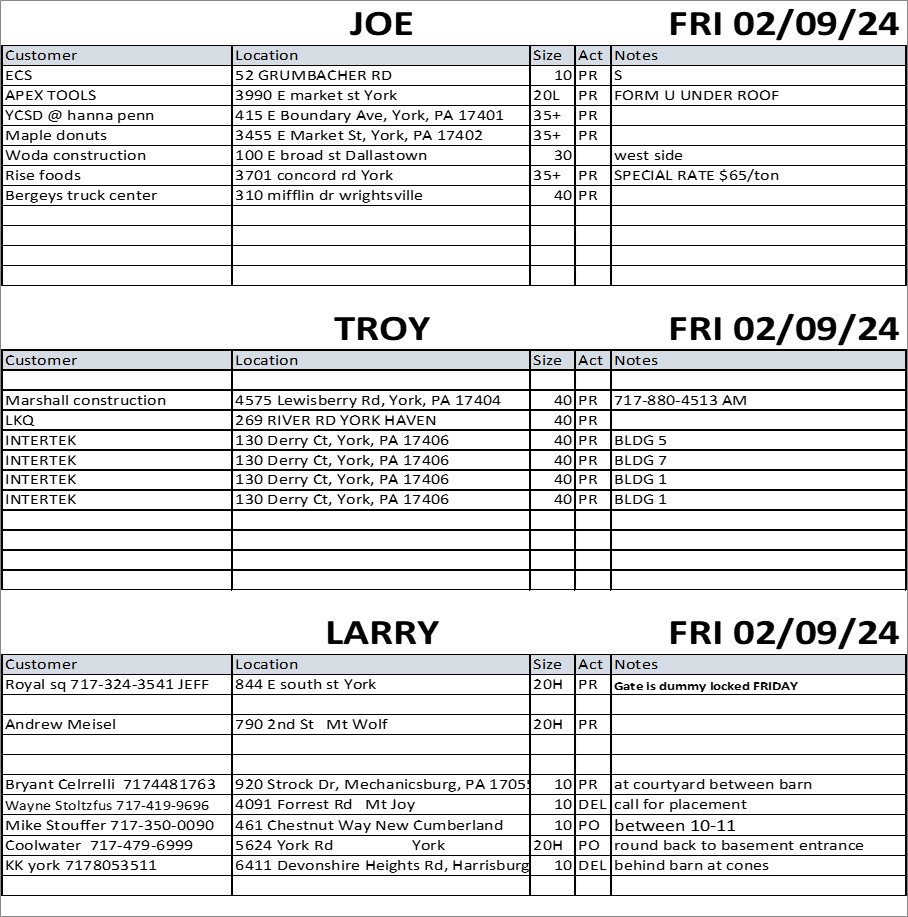 JOE FRI 02/09/24
Customer Location Size Act Notes
ECS 52 GRUMBACHER RD 10 PR S
APEX TOOLS 3990 E market st York 20L PR FORM U UNDER ROOF
YCSD @ hanna penn 415 E Boundary Ave, York, PA 17401 35+ PR
Maple donuts 3455 E Market St, York, PA 17402 35+ PR
Woda construction 100 E broad st Dallastown 30 west side
Rise foods 3701 concord rd York 35+ PR SPECIAL RATE $65/ton
Bergeys truck center 310 mifflin dr wrightsville 40 PR
TROY FRI 02/09/24
Customer Location Size Act Notes
Marshall construction 4575 Lewisberry Rd, York, PA 17404 40 PR 717-880-4513 AM
LKQ 269 RIVER RD YORK HAVEN 40 PR
INTERTEK 130 Derry Ct, York, PA 17406 40 PR BLDG 5
INTERTEK 130 Derry Ct, York, PA 17406 40 PR BLDG 7
INTERTEK 130 Derry Ct, York, PA 17406 40 PR BLDG 1
INTERTEK 130 Derry Ct, York, PA 17406 40 PR BLDG 1
LARRY FRI 02/09/24
Customer Location Size Act Notes
Royal sq 717-324-3541 JEFF 844 E south st York 20H PR Gate is dummy locked FRIDAY
Andrew Meisel 790 2nd St Mt Wolf 20H PR
Bryant Celrrelli 7174481763 920 Strock Dr, Mechanicsburg, PA 17055 10 PR at courtyard between barn
Wayne Stoltzfus 717-419-9696 4091 Forrest Rd Mt Joy 10 DEL call for placement
Mike Stouffer 717-350-0090 461 Chestnut Way New Cumberland 10 PO between 10-11
Coolwater 717-479-6999 5624 York Rd York 20H PO round back to basement entrance
KK york 7178053511 6411 Devonshire Heights Rd, Harrisburg 10 DEL behind barn at cones